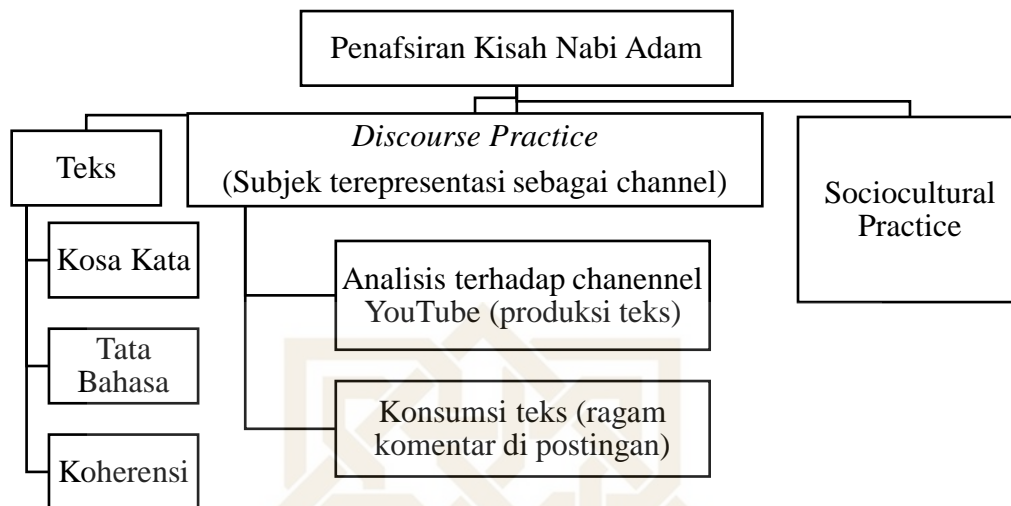 Penafsiran Kisah Nabi Adam
Teks
Kosa Kata
Tata
Bahasa
Koherensi
Discourse Practice
(Subjek terepresentasi sebagai channel)
Analisis terhadap chanennel
YouTube (produksi teks)
Konsumsi teks (ragam
komentar di postingan)
Sociocultural
Practice